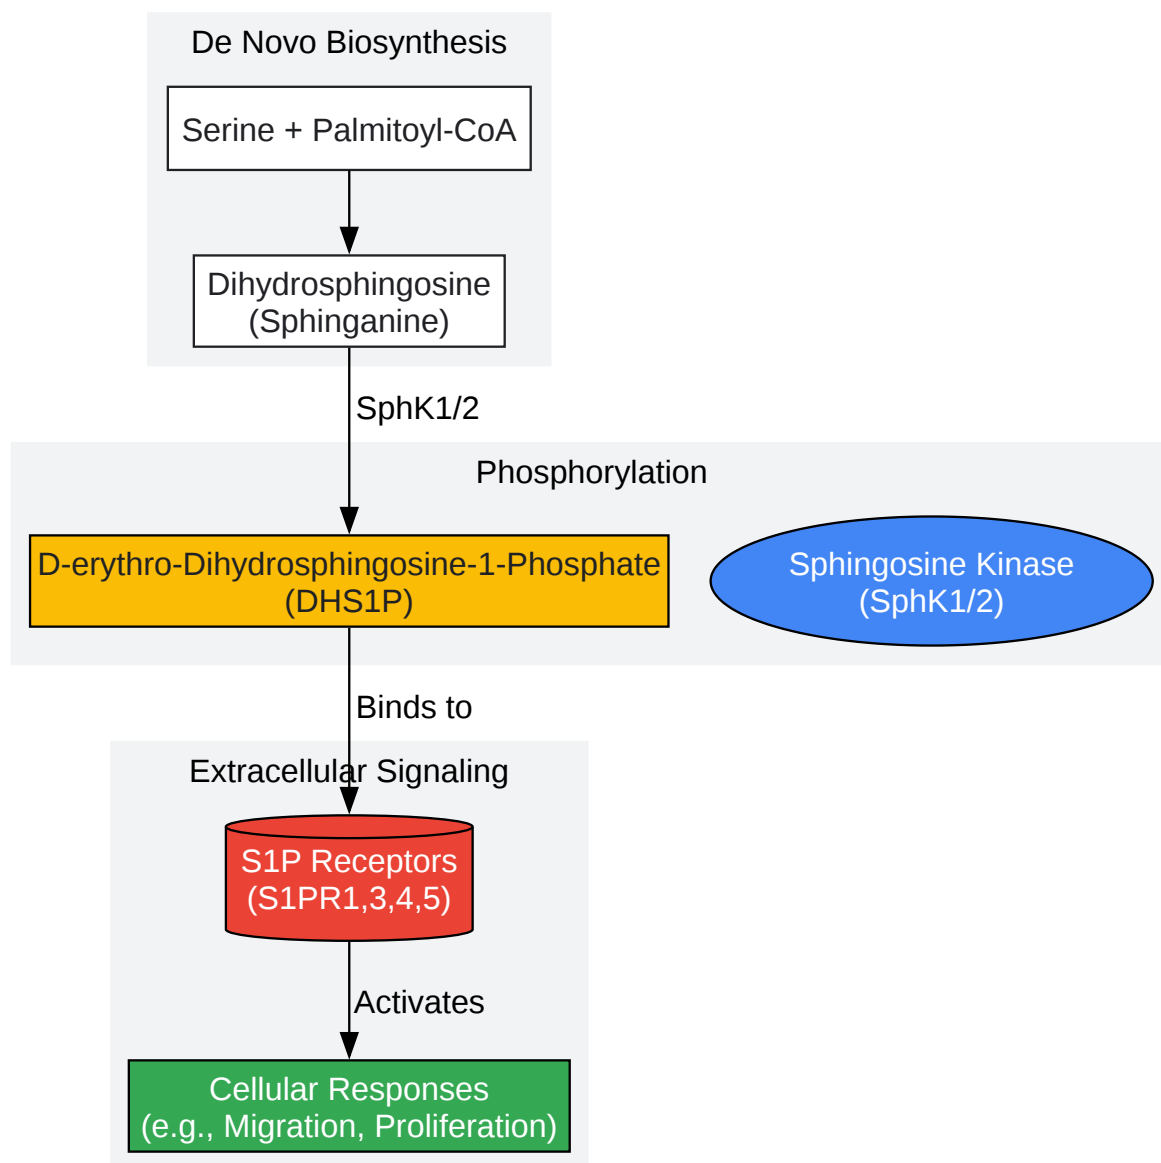 De Novo Biosynthesis
Serine + Palmitoyl-CoA
Dihydrosphingosine
(Sphinganine)
SphK1/2
Phosphorylation
D-erythro-Dihydrosphingosine-1-Phosphate
(DHS1P)
Sphingosine Kinase
(SphK1/2)
Binds to
Extracellular Signaling
S1P Receptors
(S1PR1,3,4,5)
Activates
Cellular Responses
(e.g., Migration, Proliferation)